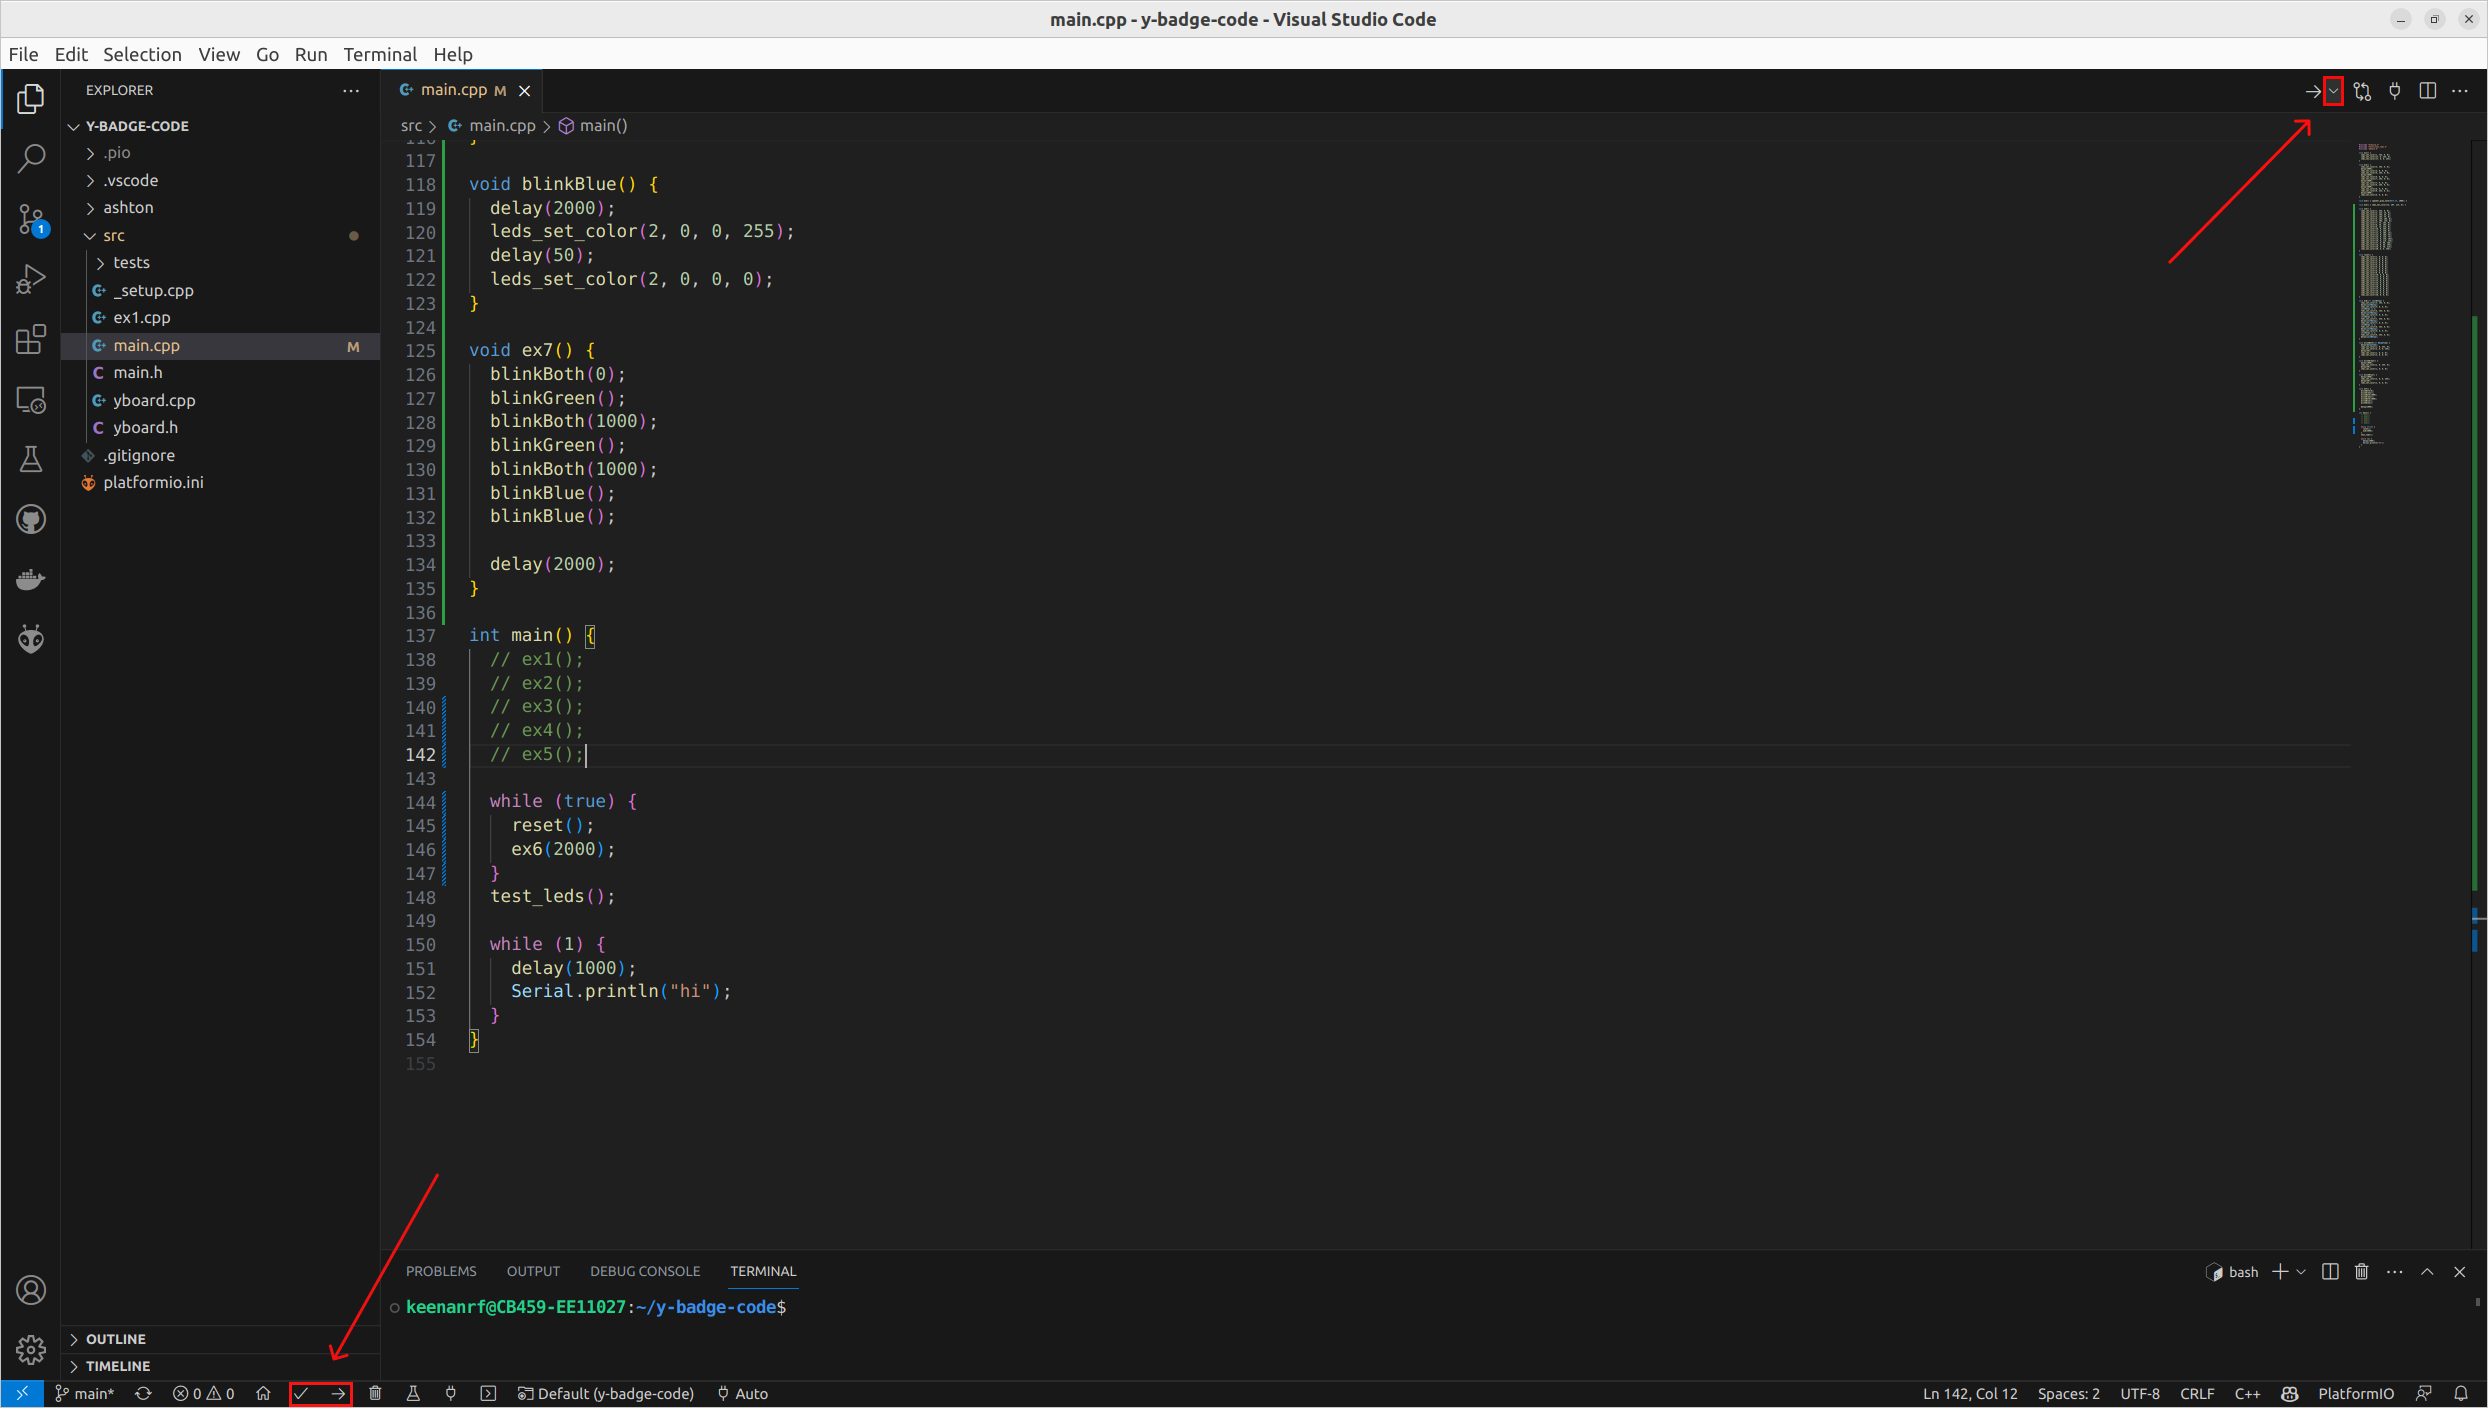 main.cpp - y-badge-code - Visual Studio Code
File Edit Selection View Go Run Terminal Help
EXPLORER
Y-BADGE-CODE
.pio
.vscode
ashton
src
tests
_setup.cpp
ex1.cpp
main.cpp M
main.h
yboard.cpp
yboard.h
.gitignore
platformio.ini
OUTLINE
TIMELINE
1
main.cpp M
src > main.cpp > main()
116 }
117
118 void blinkBlue() {
119 delay(2000);
120 leds_set_color(2, 0, 0, 255);
121 delay(50);
122 leds_set_color(2, 0, 0, 0);
123 }
124
125 void ex7() {
126 blinkBoth(0);
127 blinkGreen();
128 blinkBoth(1000);
129 blinkGreen();
130 blinkBoth(1000);
131 blinkBlue();
132 blinkBlue();
133
134 delay(2000);
135 }
136
137 int main() {
138 // ex1();
139 // ex2();
140 // ex3();
141 // ex4();
142 // ex5();
143
144 while (true) {
145 reset();
146 ex6(2000);
147 }
148 test_leds();
149
150 while (1) {
151 delay(1000);
152 Serial.println("hi");
153 }
154 }
155
PROBLEMS OUTPUT DEBUG CONSOLE TERMINAL
bash
keenanrf@CB459-EE11027:~/y-badge-code$
main* 0 0 Default (y-badge-code) Auto
Ln 142, Col 12 Spaces: 2 UTF-8 CRLF C++ PlatformIO